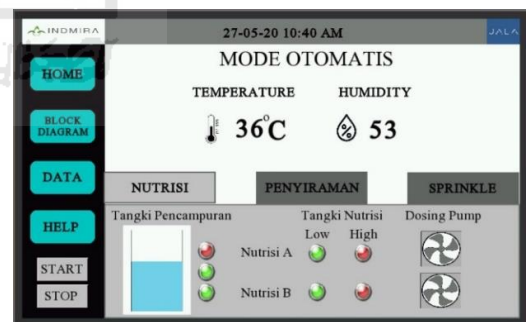 INDMIRA
27-05-20 10:40 AM
JALA
HOME
BLOCK
DIAGRAM
DATA
HELP
START
STOP
MODE OTOMATIS
TEMPERATURE HUMIDITY
36°C 53
NUTRISI PENYIRAMAN SPRINKLE
Tangki Pencampuran Tangki Nutrisi Dosing Pump
Low High
Nutrisi A
Nutrisi B